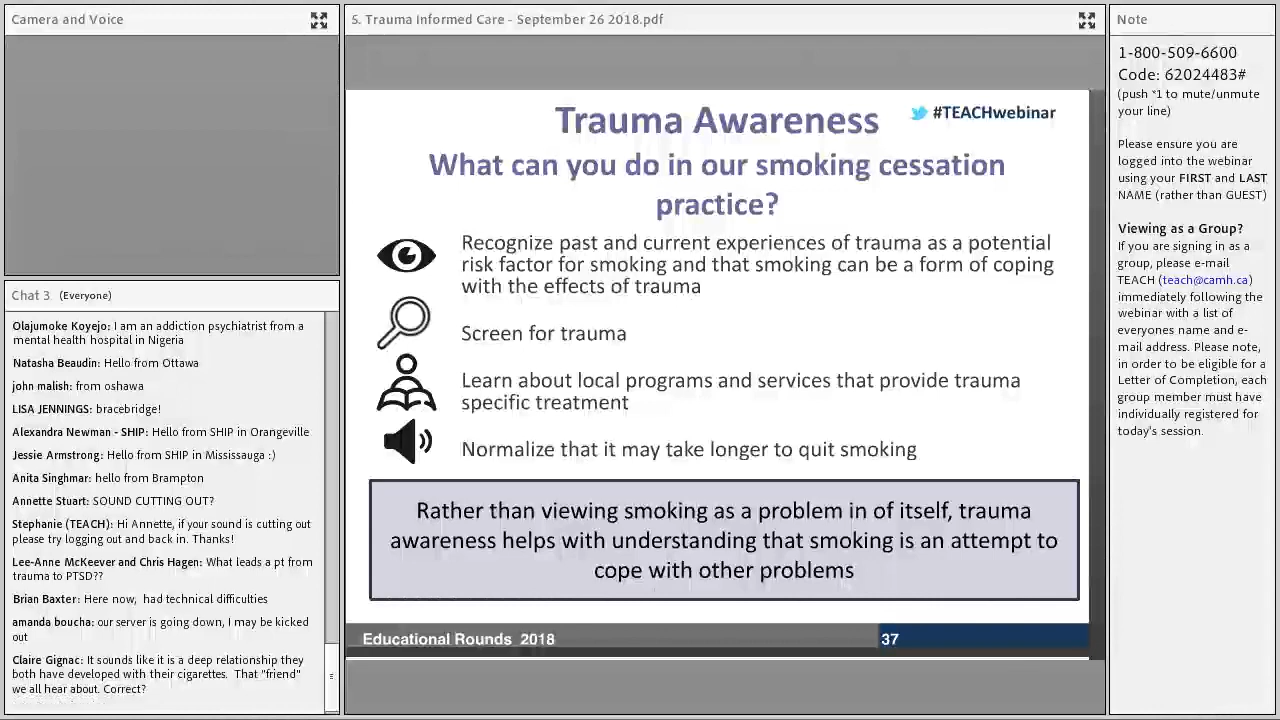 Camera and Voice
Chat 3 (Everyone)
Olajumoke Koyejo: I am an addiction psychiatrist from a
mental health hospital in Nigeria
Natasha Beaudin: Hello from Ottawa
john malish: from oshawa
LISA JENNINGS: bracebridge!
Alexandra Newman - SHIP: Hello from SHIP in Orangeville
Jessie Armstrong: Hello from SHIP in Mississauga :)
Anita Singhmar: hello from Brampton
Annette Stuart: SOUND CUTTING OUT?
Stephanie (TEACH): Hi Annette, if your sound is cutting out
please try logging out and back in. Thanks!
Lee-Anne McKeever and Chris Hagen: What leads a pt from
trauma to PTSD??
Brian Baxter: Here now, had technical difficulties
amanda boucha: our server is going down, I may be kicked
out
Claire Gignac: It sounds like it is a deep relationship they
both have developed with their cigarettes. That "friend"
we all hear about. Correct?
5. Trauma Informed Care - September 26 2018.pdf
Trauma Awareness
#TEACHwebinar
What can you do in our smoking cessation
practice?
Recognize past and current experiences of trauma as a potential
risk factor for smoking and that smoking can be a form of coping
with the effects of trauma
Screen for trauma
Learn about local programs and services that provide trauma
specific treatment
Normalize that it may take longer to quit smoking
Rather than viewing smoking as a problem in of itself, trauma
awareness helps with understanding that smoking is an attempt to
cope with other problems
Educational Rounds 2018
37
Note
1-800-509-6600
Code: 62024483#
(push *1 to mute/unmute
your line)
Please ensure you are
logged into the webinar
using your FIRST and LAST
NAME (rather than GUEST)
Viewing as a Group?
If you are signing in as a
group, please e-mail
TEACH (teach@camh.ca)
immediately following the
webinar with a list of
everyones name and e-
mail address. Please note,
in order to be eligible for a
Letter of Completion, each
group member must have
individually registered for
today's session.